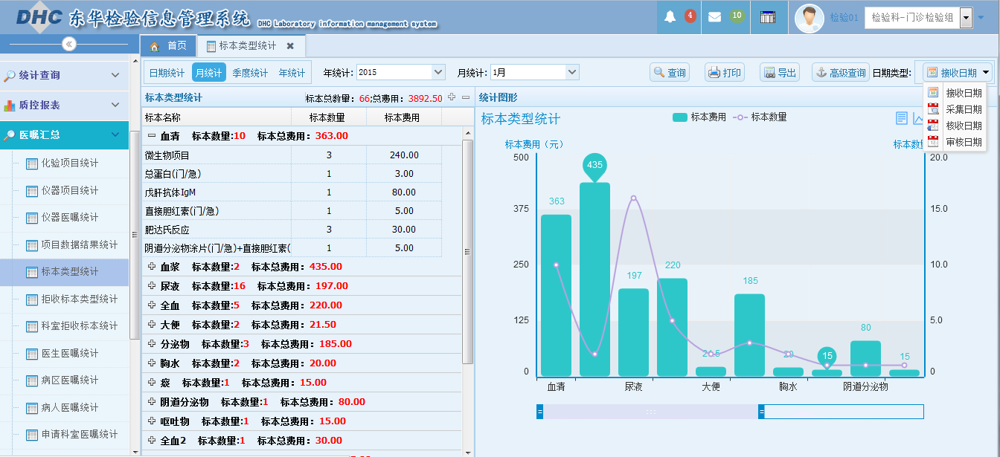 DHC 东华检验信息管理系统 DHC Laboratory information management system
4
10
检验01
检验科-门诊检验组
首页
标本类型统计
统计查询
质控报表
医嘱汇总
化验项目统计
仪器项目统计
仪器医嘱统计
项目数据结果统计
标本类型统计
拒收标本类型统计
科室拒收标本统计
医生医嘱统计
病区医嘱统计
病人医嘱统计
申请科室医嘱统计
日期统计 月统计 季度统计 年统计 年统计: 2015 月统计: 1月
查询 打印 导出 高级查询 日期类型: 接收日期
接收日期
采集日期
核收日期
审核日期
标本类型统计 标本总数量: 66;总费用: 3892.50
标本名称 标本数量 标本费用
血清 标本数量:10 标本总费用: 363.00
微生物项目 3 240.00
总蛋白(门/急) 1 3.00
戊肝抗体IgM 1 80.00
直接胆红素(门/急) 1 5.00
肥达氏反应 3 30.00
阴道分泌物涂片(门/急)+直接胆红素( 1 5.00
血浆 标本数量:2 标本总费用: 435.00
尿液 标本数量:16 标本总费用: 197.00
全血 标本数量:5 标本总费用: 220.00
大便 标本数量:2 标本总费用: 21.50
分泌物 标本数量:3 标本总费用: 185.00
胸水 标本数量:2 标本总费用: 20.00
痰 标本数量:1 标本总费用: 15.00
阴道分泌物 标本数量:1 标本总费用: 80.00
呕吐物 标本数量:1 标本总费用: 15.00
全血2 标本数量:1 标本总费用: 30.00
统计图形
标本类型统计
标本费用 标本数量
标本费用（元）
标本数
500
375
250
125
0
20.0
15.0
10.0
5.0
0
363
435
197
220
21.5
185
20
15
80
15
血清 尿液 大便 胸水 阴道分泌物